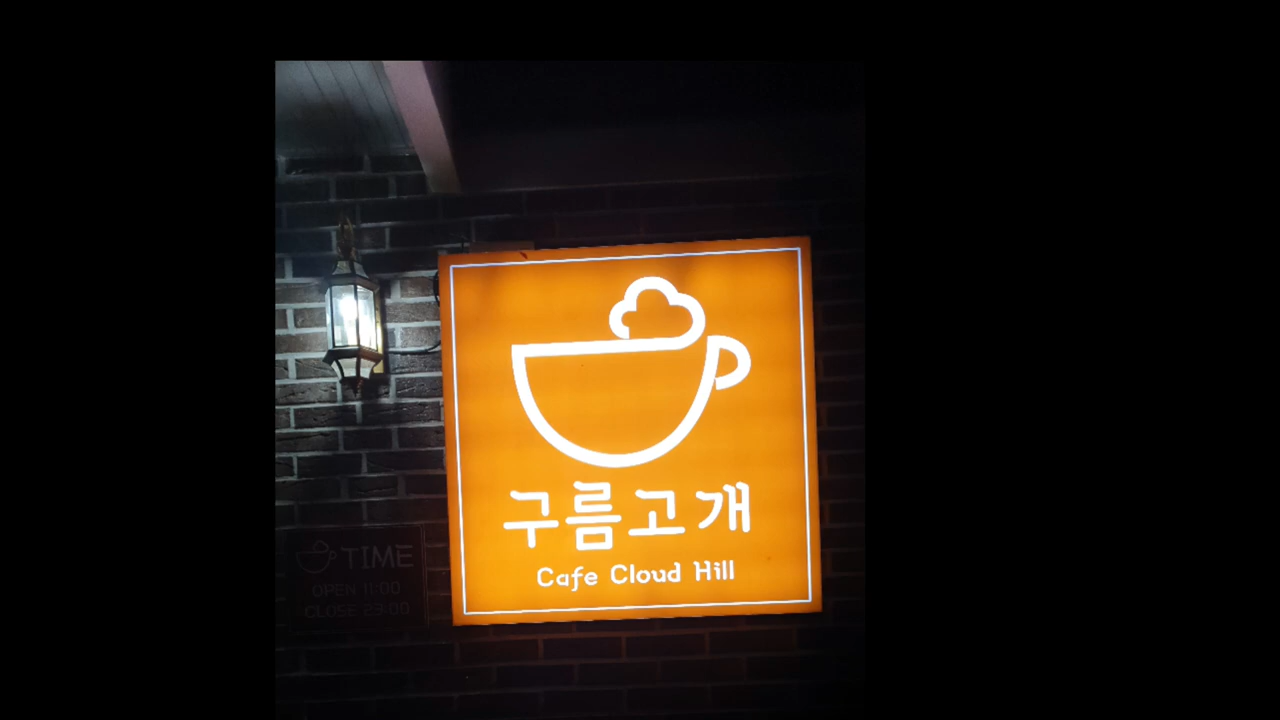 구름고개
Cafe Cloud Hill
TIME
OPEN 11:00
CLOSE 23:00